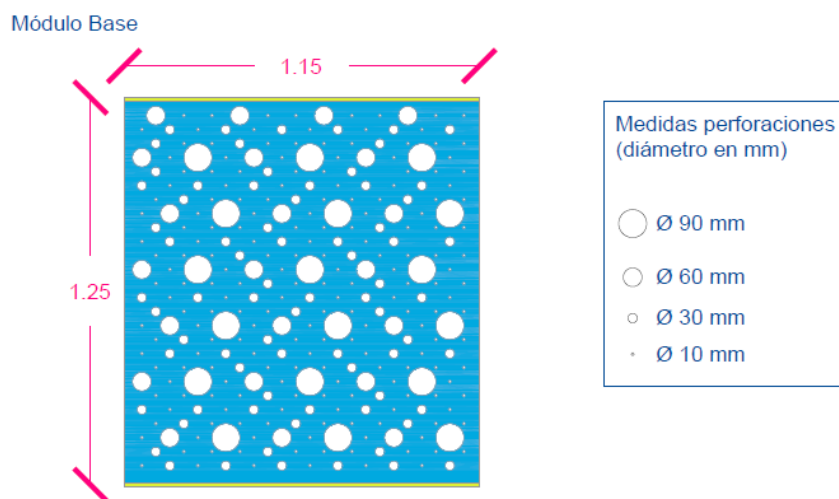 Módulo Base
1.15
1.25
Medidas perforaciones
(diámetro en mm)
Ø 90 mm
Ø 60 mm
Ø 30 mm
Ø 10 mm